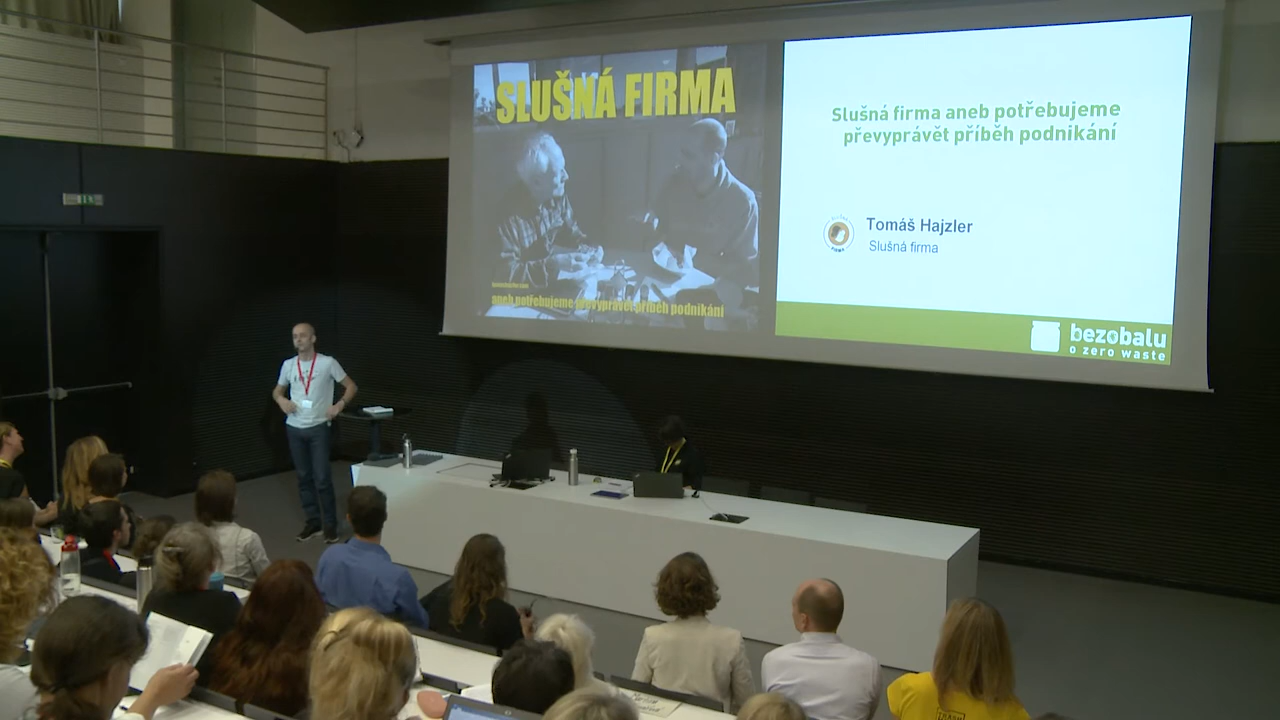 SLUŠNÁ FIRMA
aneb potřebujeme převyprávět příběh podnikání
Slušná firma aneb potřebujeme
převyprávět příběh podnikání
Tomáš Hajzler
Slušná firma
bezobalu
o zero waste